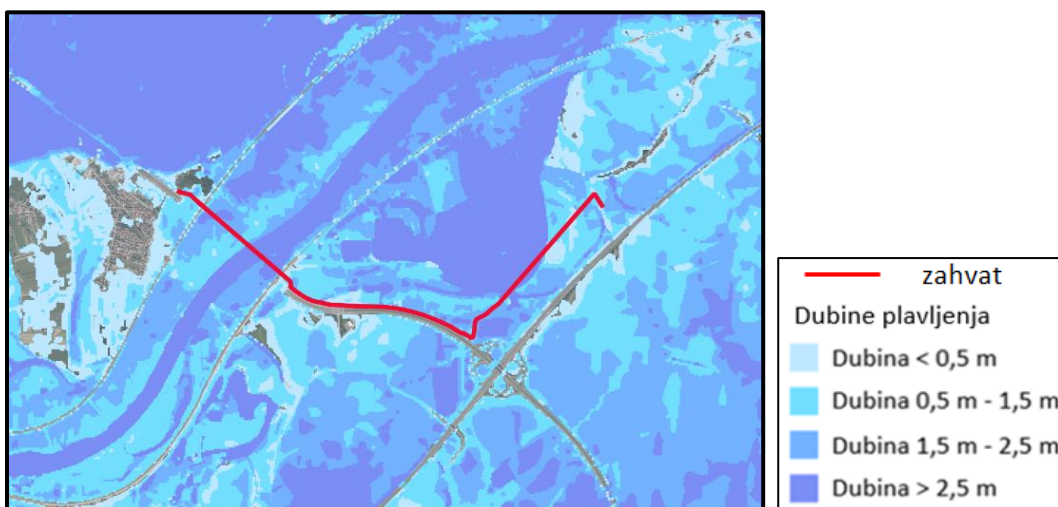 zahvat
Dubine plavljenja
Dubina < 0,5 m
Dubina 0,5 m - 1,5 m
Dubina 1,5 m - 2,5 m
Dubina > 2,5 m